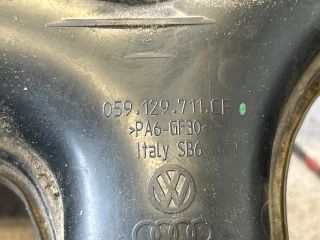 059.129.711.CF
>PA6-GF30<
Italy SB6